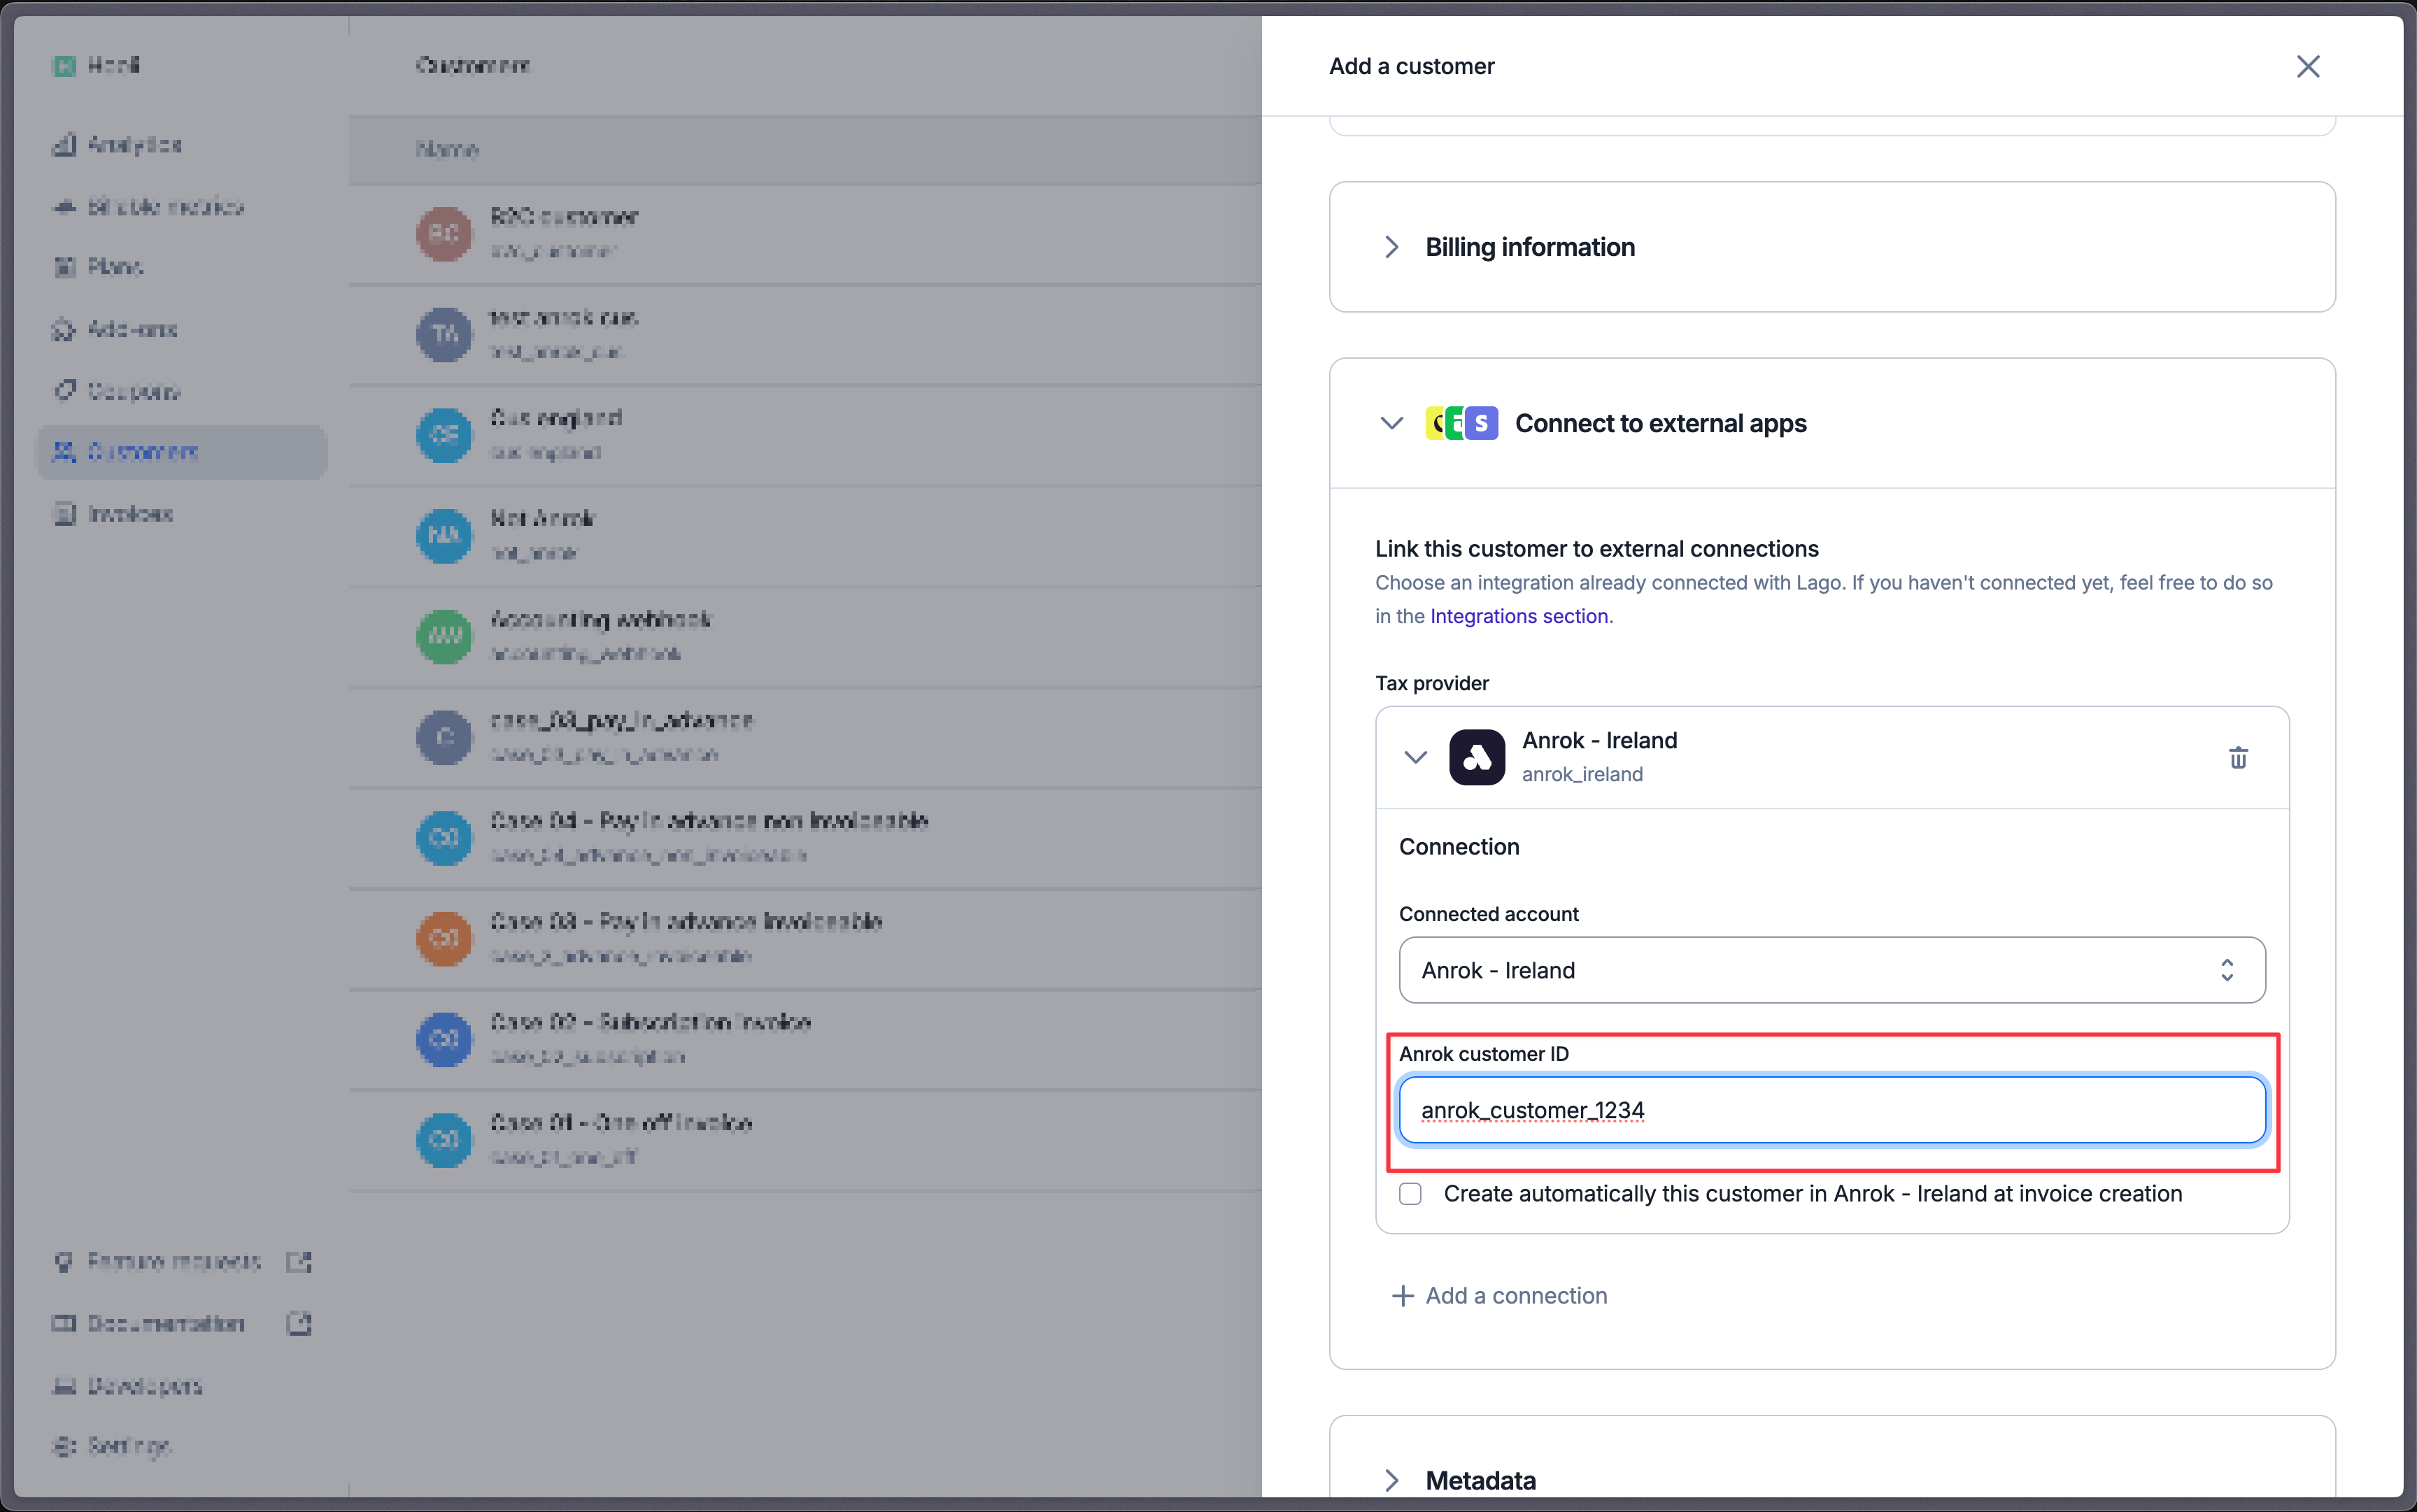 Hooli
Customers
Add a customer
Analytics
Billable metrics
Plans
Add-ons
Coupons
Customers
Invoices
Name
B2C customer
b2c_customer
test anrok cus
test_anrok_cus
Cus england
cus england
Not Anrok
not_anrok
AW
Accounting webhook
accounting_webhook
C
case_03_pay_in_advance
case_03_pay_in_advance
Case 04 - Pay in advance non invoiceable
Case 03 - Pay in advance invoiceable
Case 02 - Subscription invoice
case_02_subscription
Case 01 - One off invoice
case_01_one_off
Feature requests
Documentation
Developers
Settings
Billing information
S Connect to external apps
Link this customer to external connections
Choose an integration already connected with Lago. If you haven't connected yet, feel free to do so
in the Integrations section.
Tax provider
Anrok - Ireland
anrok_ireland
Connection
Connected account
Anrok - Ireland
Anrok customer ID
anrok_customer_1234
Create automatically this customer in Anrok - Ireland at invoice creation
Add a connection
Metadata